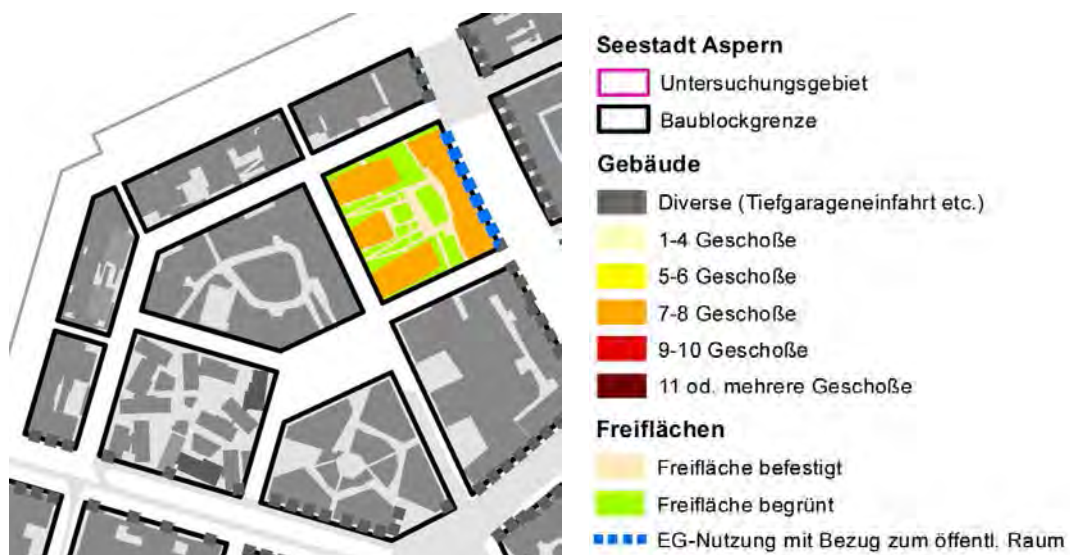 Seestadt Aspern
Untersuchungsgebiet
Baublockgrenze
Gebäude
Diverse (Tiefgarageneinfahrt etc.)
1-4 Geschoße
5-6 Geschoße
7-8 Geschoße
9-10 Geschoße
11 od. mehrere Geschoße
Freiflächen
Freifläche befestigt
Freifläche begrünt
EG-Nutzung mit Bezug zum öffentl. Raum